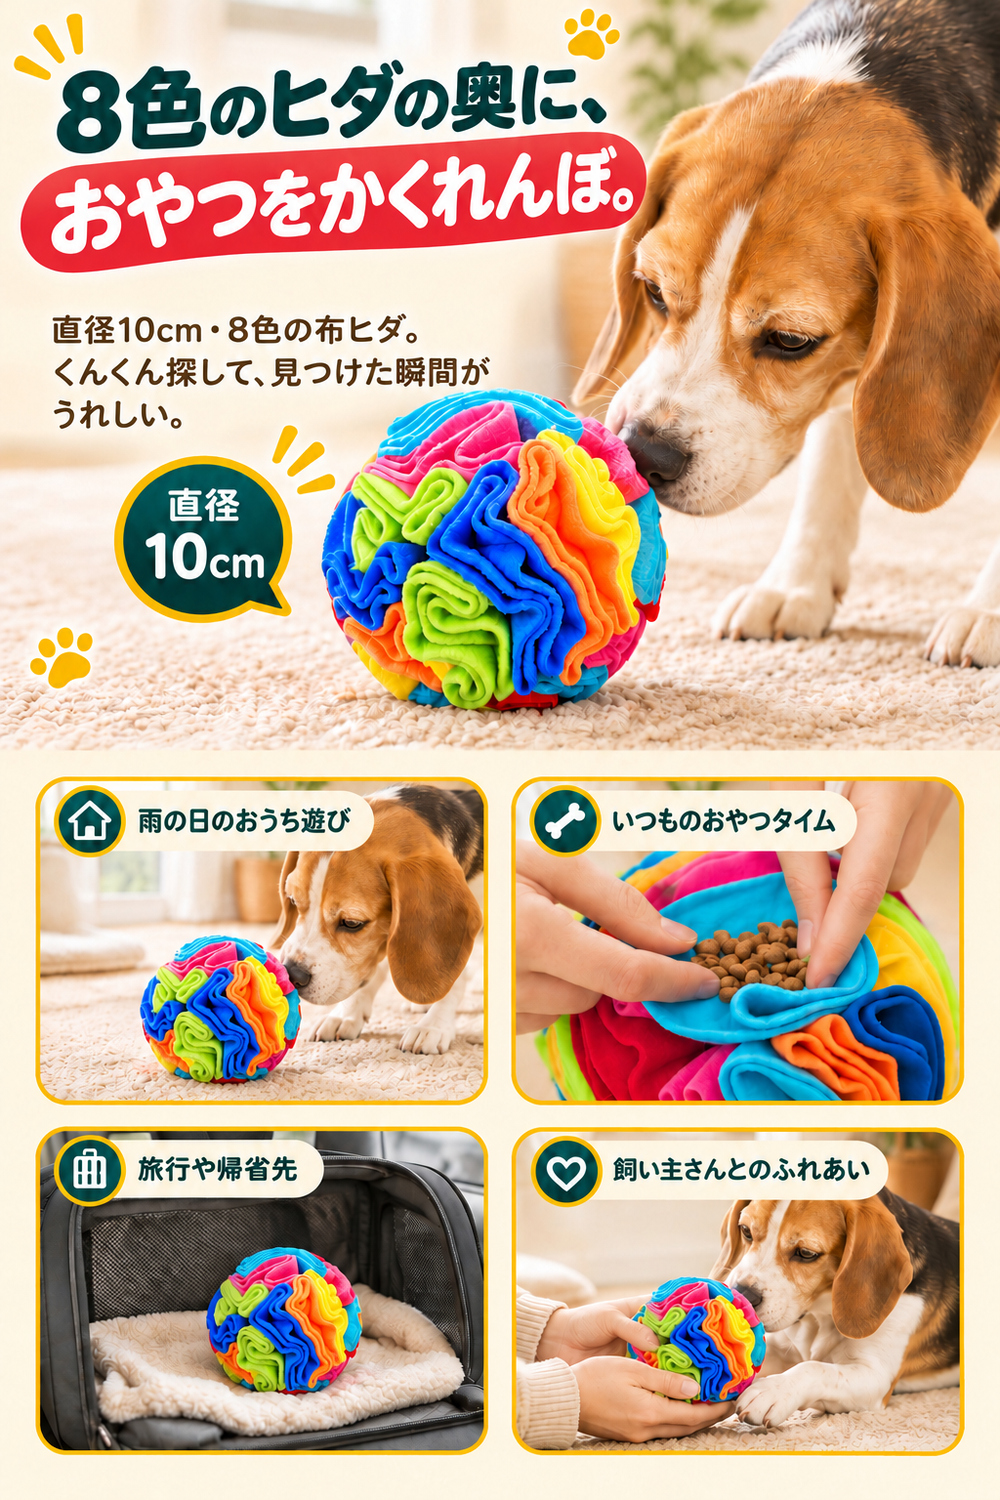 8色のヒダの奥に、
おやつをかくれんぼ。
直径10cm・8色の布ヒダ。
くんくん探して、見つけた瞬間が
うれしい。
直径
10cm
雨の日のおうち遊び
いつものおやつタイム
旅行や帰省先
飼い主さんとのふれあい